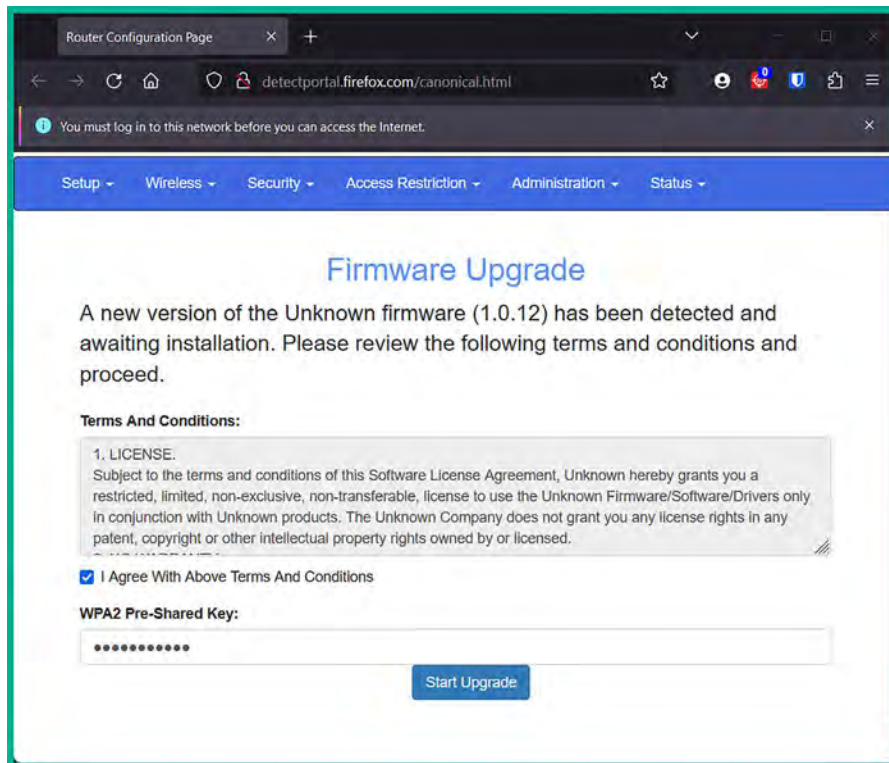 Router Configuration Page
detectportal.firefox.com/canonical.html
0
You must log in to this network before you can access the Internet.
Setup Wireless Security Access Restriction Administration Status
Firmware Upgrade
A new version of the Unknown firmware (1.0.12) has been detected and
awaiting installation. Please review the following terms and conditions and
proceed.
Terms And Conditions:
1. LICENSE.
Subject to the terms and conditions of this Software License Agreement, Unknown hereby grants you a
restricted, limited, non-exclusive, non-transferable, license to use the Unknown Firmware/Software/Drivers only
in conjunction with Unknown products. The Unknown Company does not grant you any license rights in any
patent, copyright or other intellectual property rights owned by or licensed.
I Agree With Above Terms And Conditions
WPA2 Pre-Shared Key:
Start Upgrade